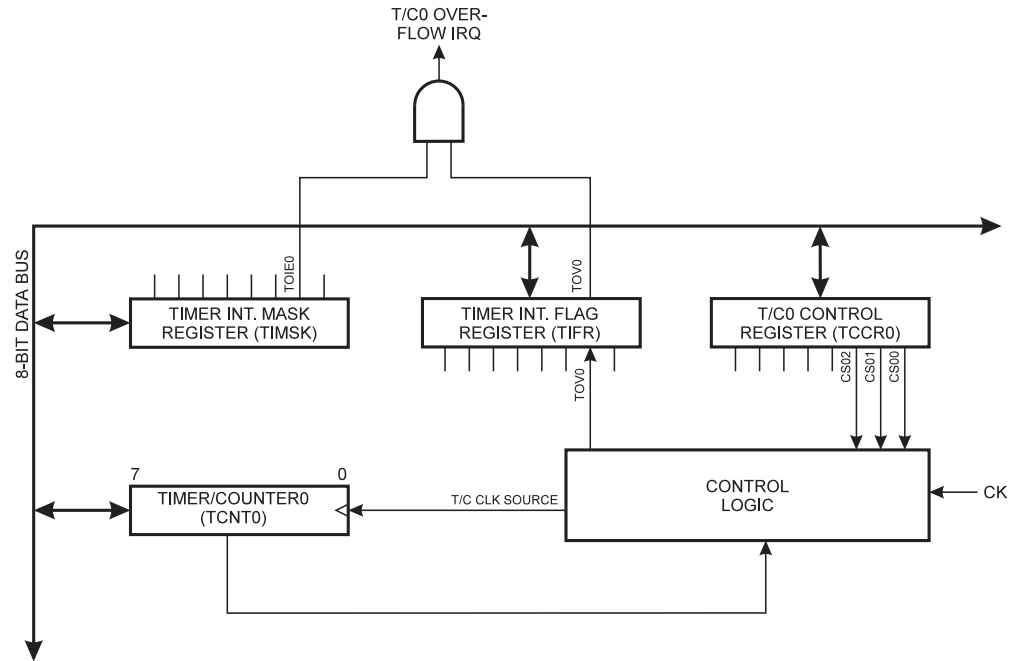 T/C0 OVER-
FLOW IRQ
8-BIT DATA BUS
TOIE0
TOV0
TIMER INT. MASK
REGISTER (TIMSK)
TIMER INT. FLAG
REGISTER (TIFR)
T/C0 CONTROL
REGISTER (TCCR0)
TOV0
CS02
CS01
CS00
7
0
TIMER/COUNTER0
(TCNT0)
T/C CLK SOURCE
CONTROL
LOGIC
CK